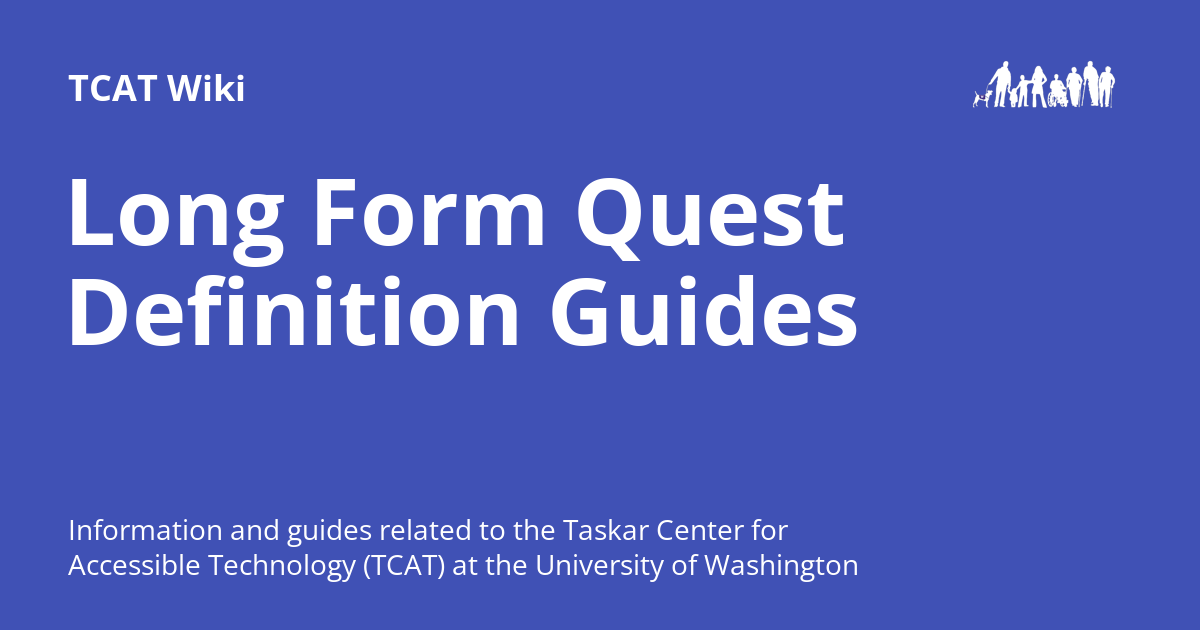 TCAT Wiki
Long Form Quest
Definition Guides
Information and guides related to the Taskar Center for
Accessible Technology (TCAT) at the University of Washington